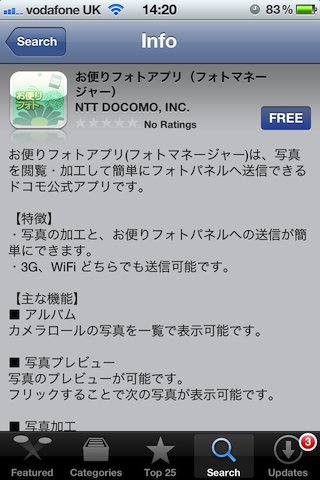 vodafone UK 14:20 83%
Search Info
お便りフォト
お便りフォトアプリ（フォトマネー
ジャー）
NTT DOCOMO, INC.
No Ratings
FREE
お便りフォトアプリ(フォトマネージャー)は、写真
を閲覧・加工して簡単にフォトパネルへ送信できる
ドコモ公式アプリです。
【特徴】
・写真の加工と、お便りフォトパネルへの送信が簡
単にできます。
・3G、WiFi どちらでも送信可能です。
【主な機能】
■ アルバム
カメラロールの写真を一覧で表示可能です。
■ 写真プレビュー
写真のプレビューが可能です。
フリックすることで次の写真が表示可能です。
■ 写真加工
3
Featured Categories Top 25 Search Updates